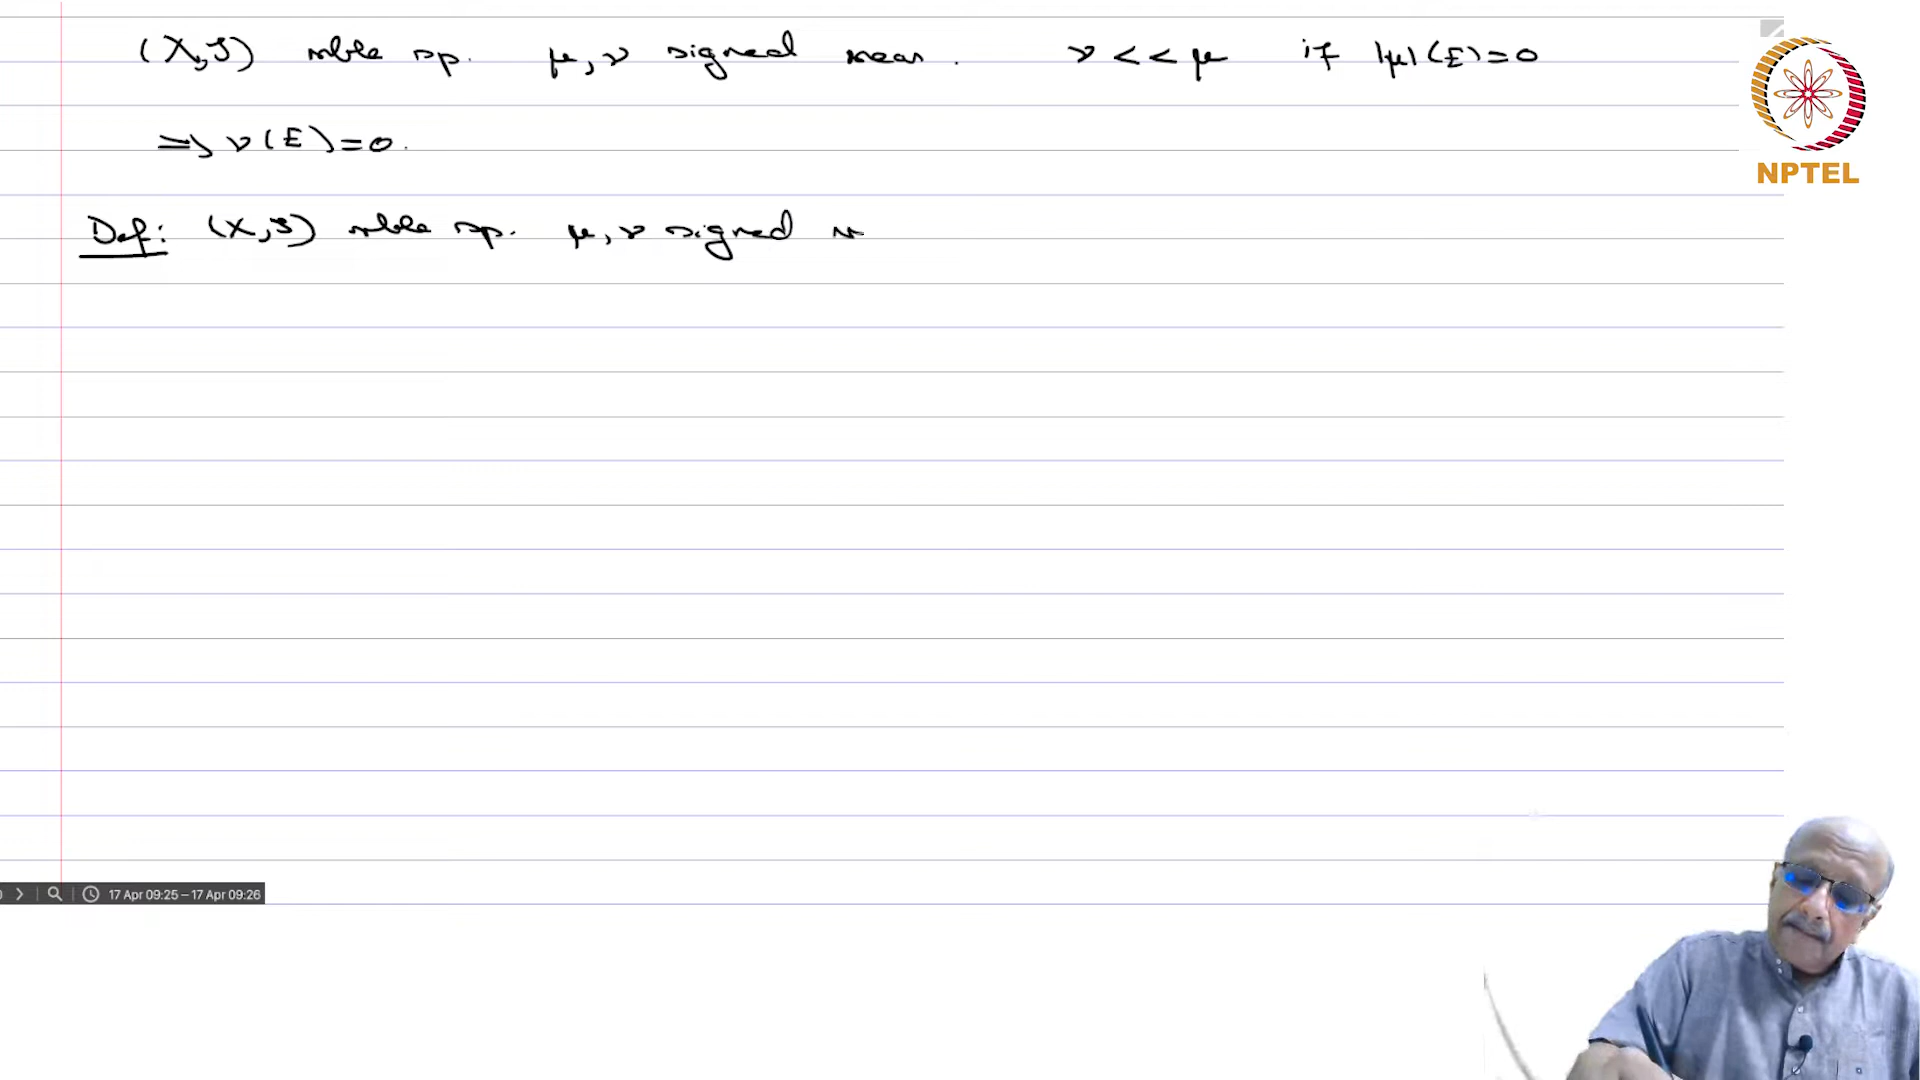 (X, S) mble sp. μ, ν signed meas. ν << μ if |μ|(E)=0
NPTEL
⇒ ν(E)=0.
Def: (X, S) mble sp. μ, ν signed m
17 Apr 09:25 – 17 Apr 09:26